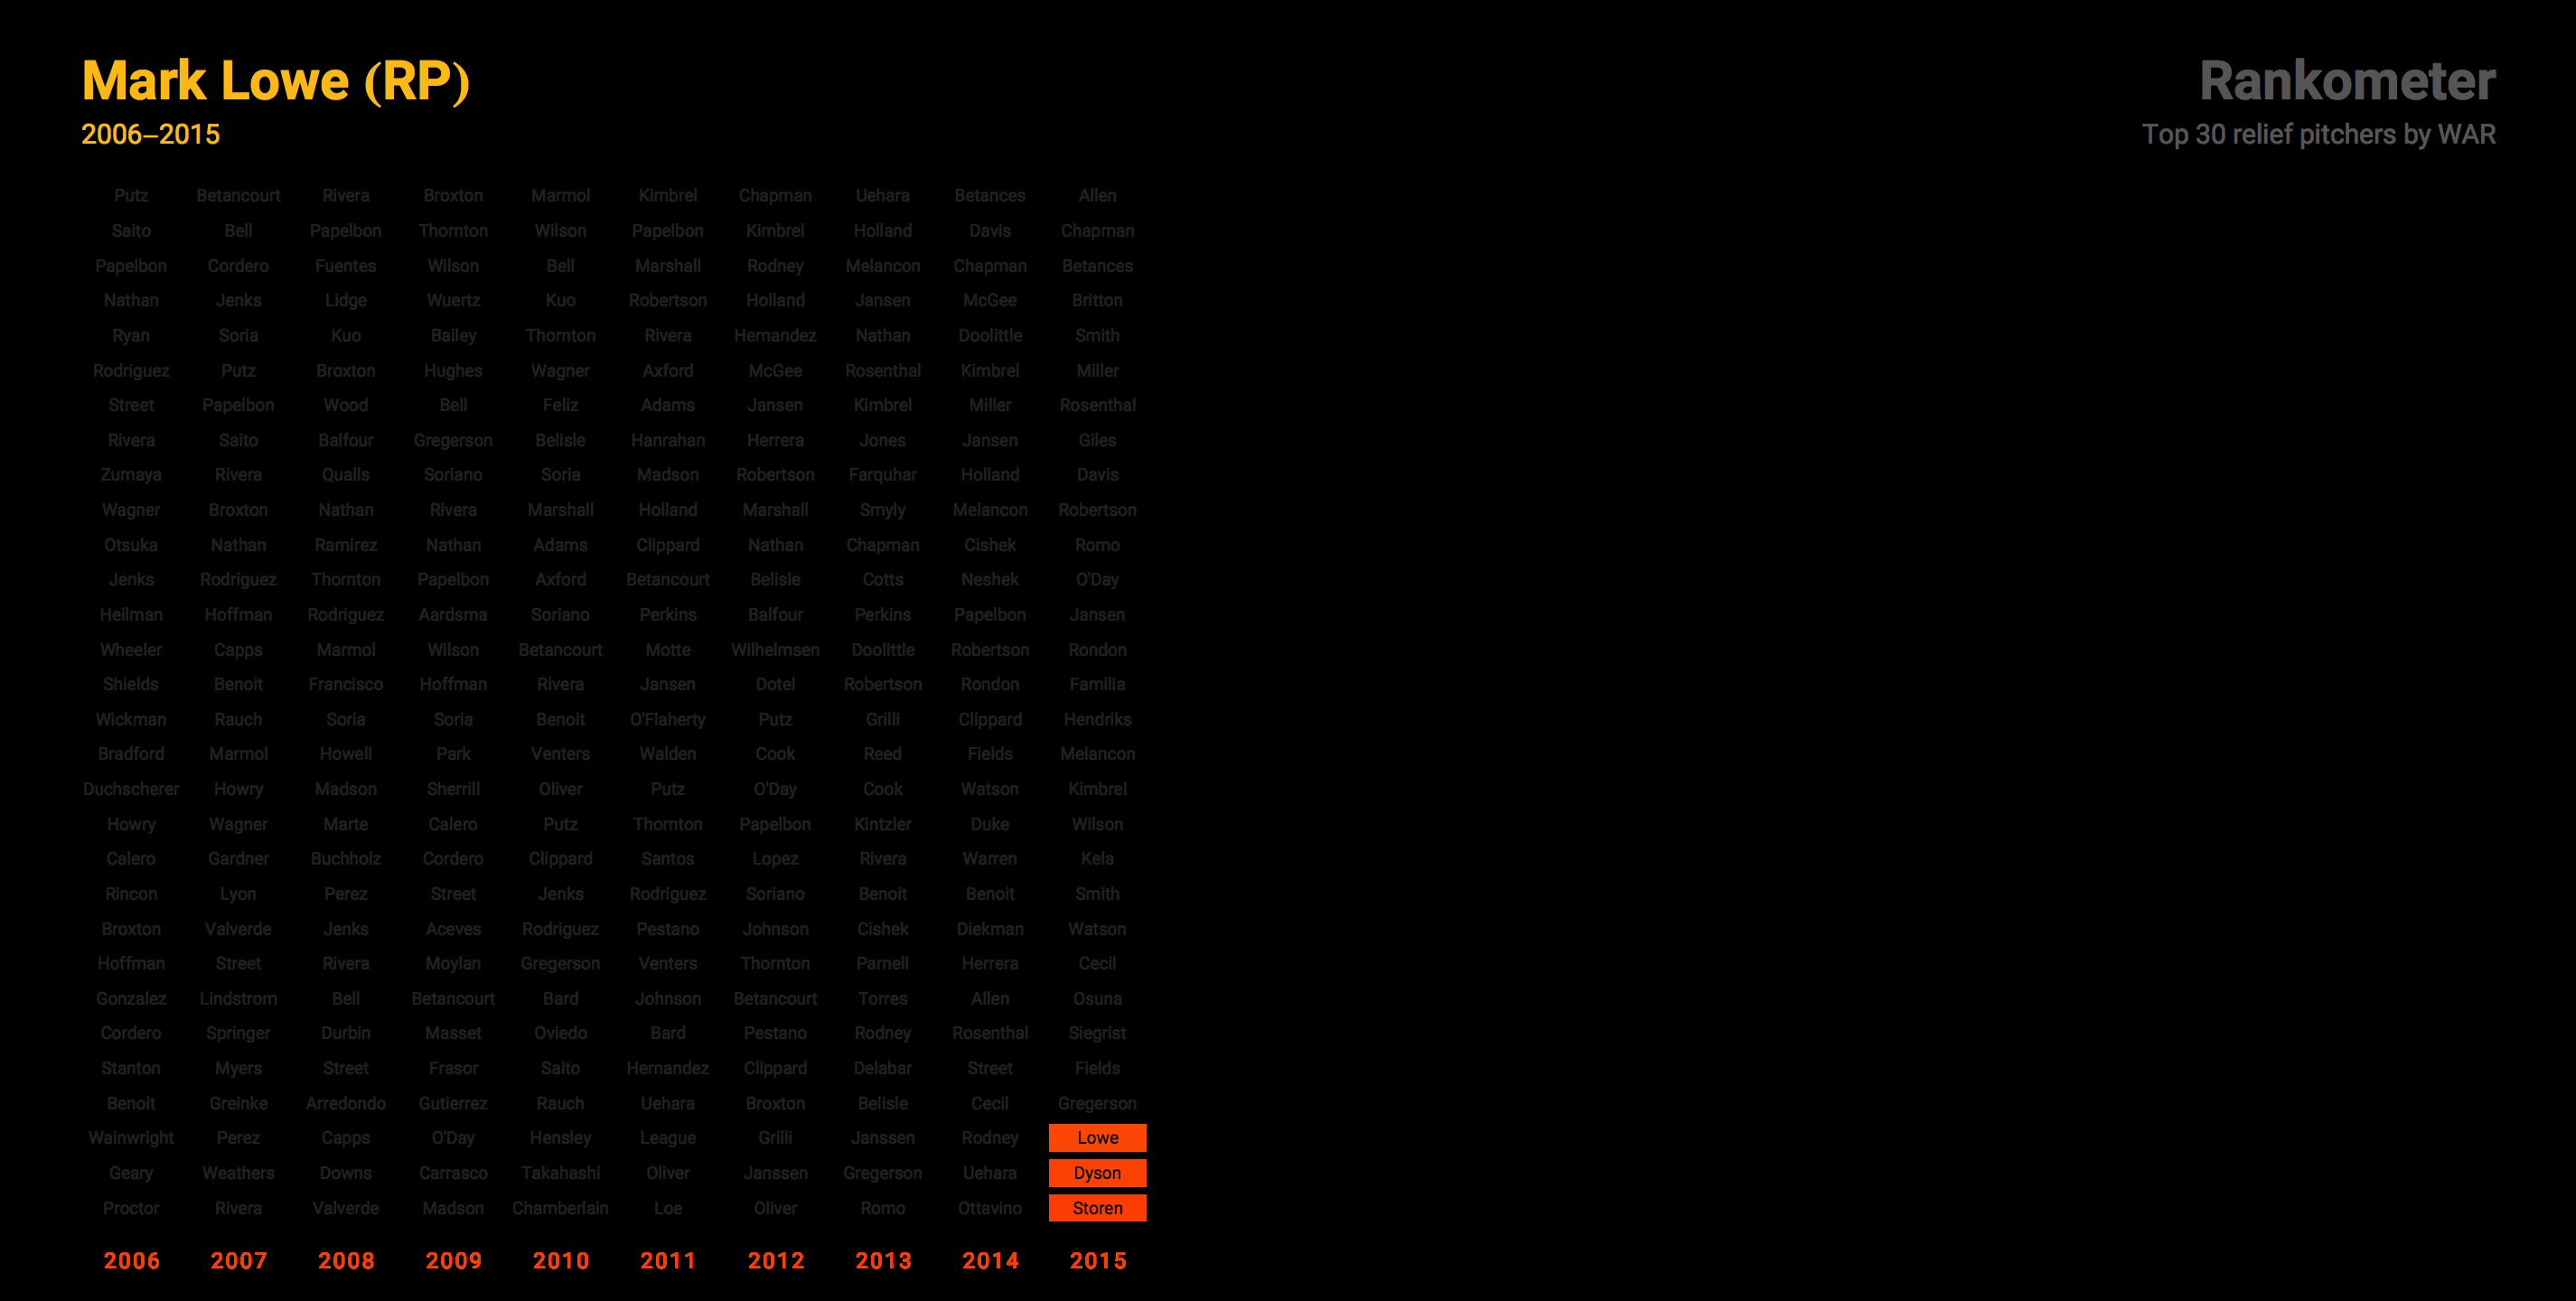 Mark Lowe (RP)
2006–2015
Rankometer
Top 30 relief pitchers by WAR
Putz Betancourt Rivera Broxton Marmol Kimbrel Chapman Uehara Betances Allen
Saito Bell Papelbon Thornton Wilson Papelbon Kimbrel Holland Davis Chapman
Papelbon Cordero Fuentes Wilson Bell Marshall Rodney Melancon Chapman Betances
Nathan Jenks Lidge Wuertz Kuo Robertson Holland Jansen McGee Britton
Ryan Soria Kuo Bailey Thornton Rivera Hernandez Nathan Doolittle Smith
Rodriguez Putz Broxton Hughes Wagner Axford McGee Rosenthal Kimbrel Miller
Street Papelbon Wood Bell Feliz Adams Jansen Kimbrel Miller Rosenthal
Rivera Saito Balfour Gregerson Belisle Hanrahan Herrera Jones Jansen Giles
Zumaya Rivera Qualls Soriano Soria Madson Robertson Farquhar Holland Davis
Wagner Broxton Nathan Rivera Marshall Holland Marshall Smyly Melancon Robertson
Otsuka Nathan Ramirez Nathan Adams Clippard Nathan Chapman Cishek Romo
Jenks Rodriguez Thornton Papelbon Axford Betancourt Belisle Cotts Neshek O'Day
Heilman Hoffman Rodriguez Aardsma Soriano Perkins Balfour Perkins Papelbon Jansen
Wheeler Capps Marmol Wilson Betancourt Motte Wilhelmsen Doolittle Robertson Rondon
Shields Benoit Francisco Hoffman Rivera Jansen Dotel Robertson Rondon Familia
Wickman Rauch Soria Soria Benoit O'Flaherty Putz Grilli Clippard Hendriks
Bradford Marmol Howell Park Venters Walden Cook Reed Fields Melancon
Duchscherer Howry Madson Sherrill Oliver Putz O'Day Cook Watson Kimbrel
Howry Wagner Marte Calero Putz Thornton Papelbon Kintzler Duke Wilson
Calero Gardner Buchholz Cordero Clippard Santos Lopez Rivera Warren Kela
Rincon Lyon Perez Street Jenks Rodriguez Soriano Benoit Benoit Smith
Broxton Valverde Jenks Aceves Rodriguez Pestano Johnson Cishek Diekman Watson
Hoffman Street Rivera Moylan Gregerson Venters Thornton Parnell Herrera Cecil
Gonzalez Lindstrom Bell Betancourt Bard Johnson Betancourt Torres Allen Osuna
Cordero Springer Durbin Masset Oviedo Bard Pestano Rodney Rosenthal Siegrist
Stanton Myers Street Frasor Saito Hernandez Clippard Delabar Street Fields
Benoit Greinke Arredondo Gutierrez Rauch Uehara Broxton Belisle Cecil Gregerson
Wainwright Perez Capps O'Day Hensley League Grilli Janssen Rodney Lowe
Geary Weathers Downs Carrasco Takahashi Oliver Janssen Gregerson Uehara Dyson
Proctor Rivera Valverde Madson Chamberlain Loe Oliver Romo Ottavino Storen
2006 2007 2008 2009 2010 2011 2012 2013 2014 2015